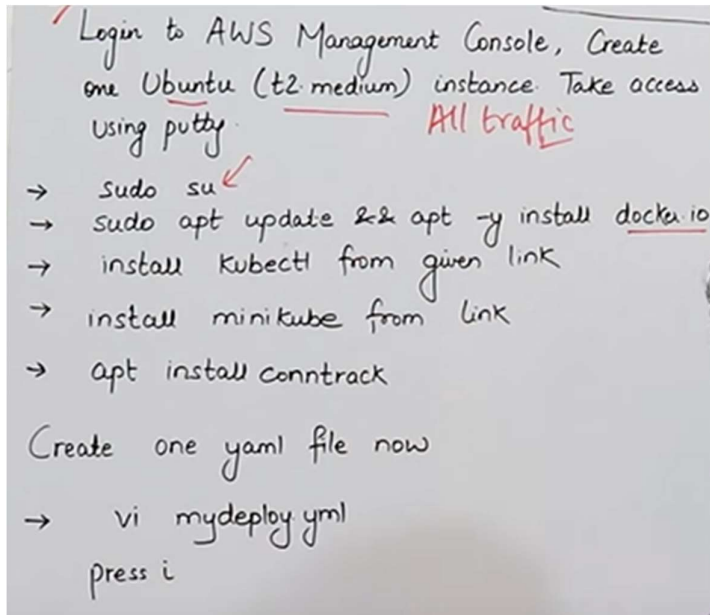 Login to AWS Management Console, Create
one Ubuntu (t2.medium) instance. Take access
using putty. All traffic
→ sudo su
→ sudo apt update && apt -y install docker.io
→ install kubectl from given link
→ install minikube from link
→ apt install conntrack
Create one yaml file now
→ vi mydeploy.yml
press i